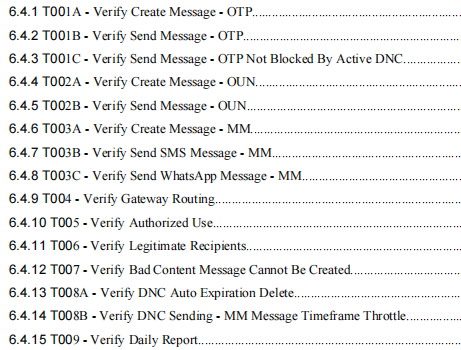 6.4.1 T001A - Verify Create Message - OTP................................................................
6.4.2 T001B - Verify Send Message - OTP................................................................
6.4.3 T001C - Verify Send Message - OTP Not Blocked By Active DNC................
6.4.4 T002A - Verify Create Message - OUN................................................................
6.4.5 T002B - Verify Send Message - OUN................................................................
6.4.6 T003A - Verify Create Message - MM................................................................
6.4.7 T003B - Verify Send SMS Message - MM.........................................................
6.4.8 T003C - Verify Send WhatsApp Message - MM................................................
6.4.9 T004 - Verify Gateway Routing................................................................
6.4.10 T005 - Verify Authorized Use................................................................
6.4.11 T006 - Verify Legitimate Recipients................................................................
6.4.12 T007 - Verify Bad Content Message Cannot Be Created................................
6.4.13 T008A - Verify DNC Auto Expiration Delete................................................
6.4.14 T008B - Verify DNC Sending - MM Message Timeframe Throttle................
6.4.15 T009 - Verify Daily Report................................................................